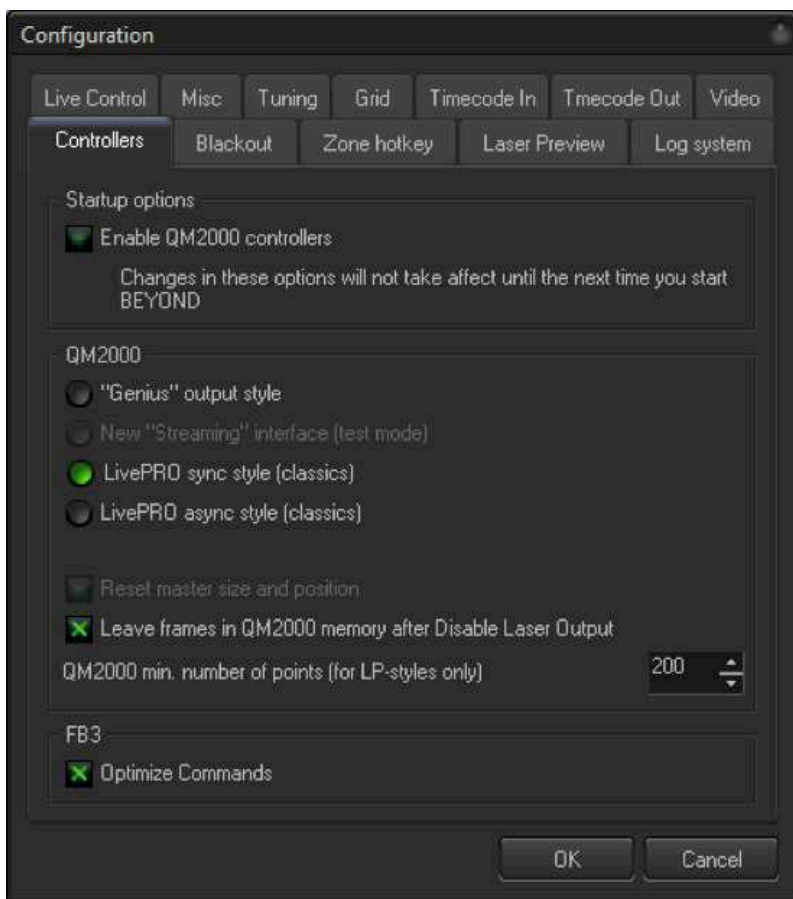 Configuration
Live Control Misc Tuning Grid Timecode In Tmecode Out Video
Controllers Blackout Zone hotkey Laser Preview Log system
Startup options
Enable QM2000 controllers
Changes in these options will not take affect until the next time you start
BEYOND
QM2000
"Genius" output style
New "Streaming" interface (test mode)
LivePRO sync style (classics)
LivePRO async style (classics)
Reset master size and position
Leave frames in QM2000 memory after Disable Laser Output
QM2000 min. number of points (for LP-styles only) 200
FB3
Optimize Commands
OK Cancel